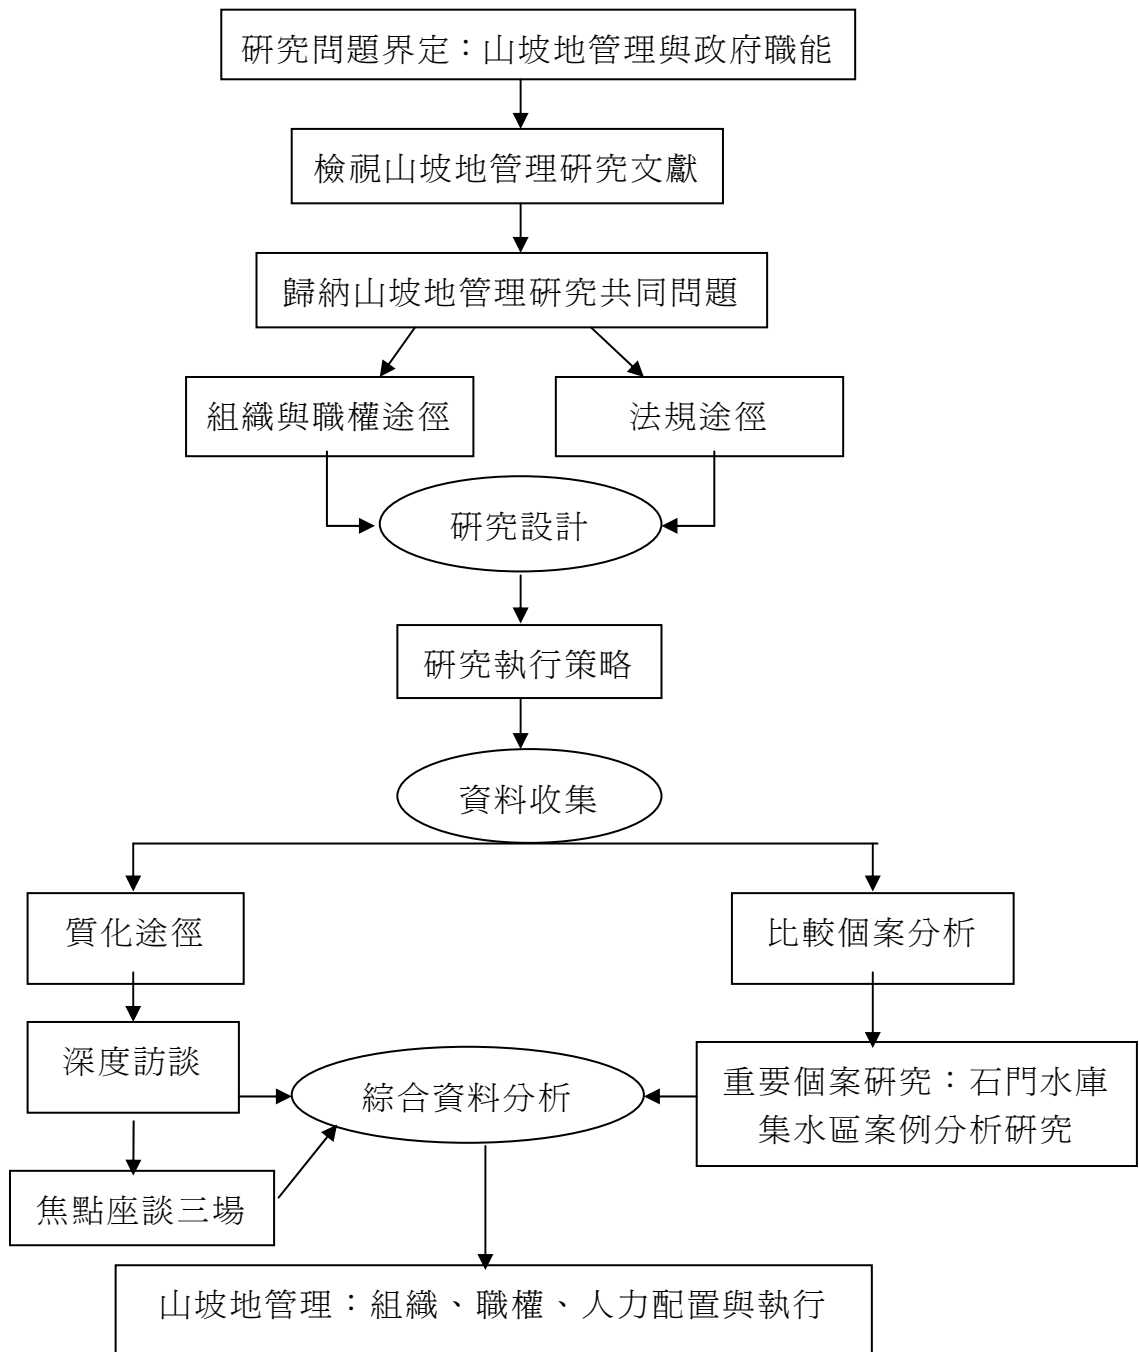 研究問題界定：山坡地管理與政府職能
檢視山坡地管理研究文獻
歸納山坡地管理研究共同問題
組織與職權途徑
法規途徑
研究設計
研究執行策略
資料收集
質化途徑
比較個案分析
深度訪談
綜合資料分析
重要個案研究：石門水庫
集水區案例分析研究
焦點座談三場
山坡地管理：組織、職權、人力配置與執行